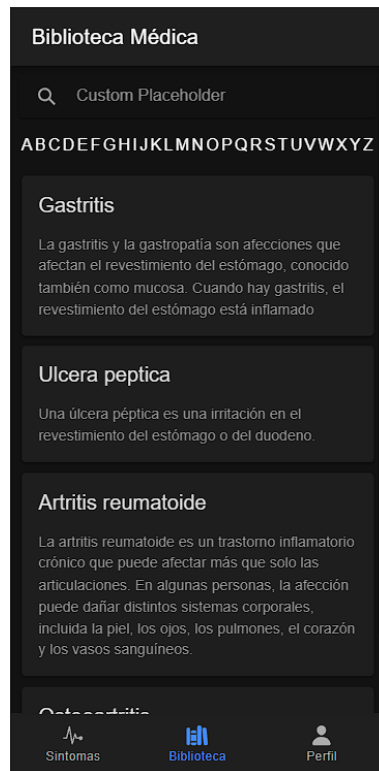 Biblioteca Médica
Custom Placeholder
ABCDEFGHIJKLMNOPQRSTUVWXYZ
Gastritis
La gastritis y la gastropatía son afecciones que
afectan el revestimiento del estómago, conocido
también como mucosa. Cuando hay gastritis, el
revestimiento del estómago está inflamado
Ulcera peptica
Una úlcera péptica es una irritación en el
revestimiento del estómago o del duodeno.
Artritis reumatoide
La artritis reumatoide es un trastorno inflamatorio
crónico que puede afectar más que solo las
articulaciones. En algunas personas, la afección
puede dañar distintos sistemas corporales,
incluida la piel, los ojos, los pulmones, el corazón
y los vasos sanguíneos.
Osteoartritis
Sintomas
Biblioteca
Perfil